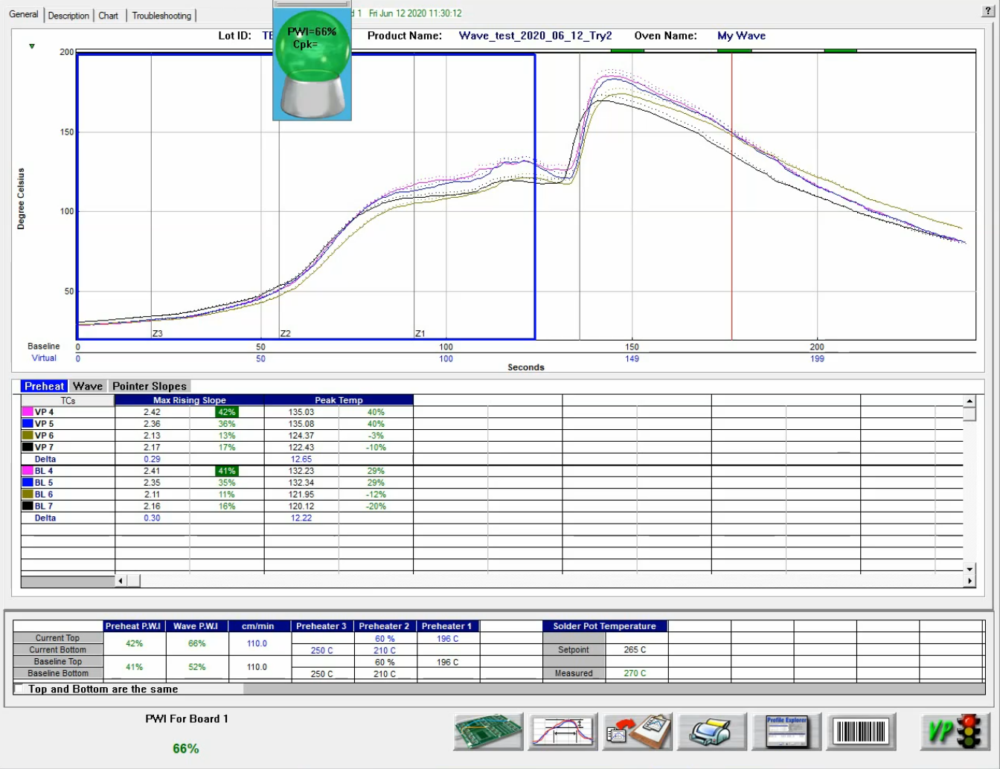 General Description Chart Troubleshooting
d 1 Fri Jun 12 2020 11:30:12
?
PWI=66%
Cpk=
Lot ID: TE Product Name: Wave_test_2020_06_12_Try2 Oven Name: My Wave
200
150
Degree Celsius
100
50
Z3 Z2 Z1
Baseline 0 50 100 150 200
Virtual 0 50 100 149 199
Seconds
Preheat Wave Pointer Slopes
TCs Max Rising Slope Peak Temp
VP 4 2.42 42% 135.03 40%
VP 5 2.36 36% 135.08 40%
VP 6 2.13 13% 124.37 -3%
VP 7 2.17 17% 122.43 -10%
Delta 0.29 12.65
BL 4 2.41 41% 132.23 29%
BL 5 2.35 35% 132.34 29%
BL 6 2.11 11% 121.95 -12%
BL 7 2.16 16% 120.12 -20%
Delta 0.30 12.22
Preheat P.W.I Wave P.W.I cm/min Preheater 3 Preheater 2 Preheater 1 Solder Pot Temperature
Current Top 42% 66% 110.0 60 % 196 C
Current Bottom 250 C 210 C Setpoint 265 C
Baseline Top 41% 52% 110.0 60 % 196 C
Baseline Bottom 250 C 210 C Measured 270 C
Top and Bottom are the same
PWI For Board 1
66%
Profile Explorer
VP